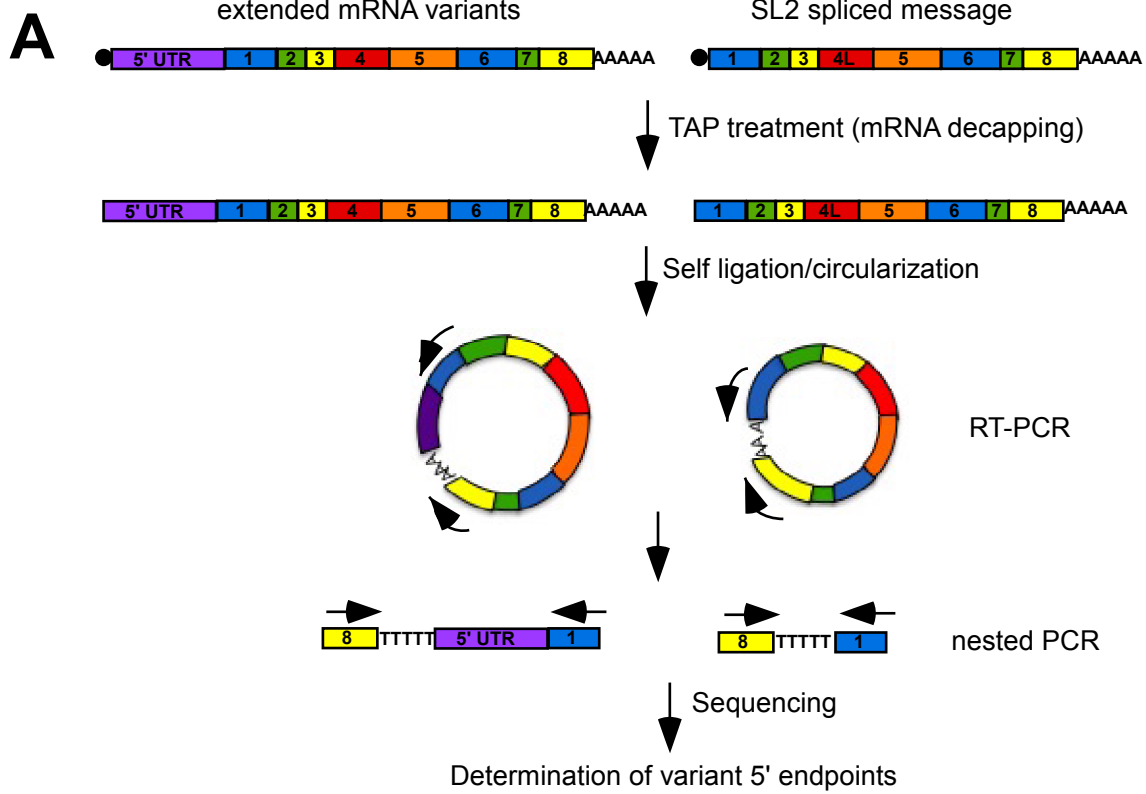 A
extended mRNA variants SL2 spliced message
5' UTR 1 2 3 4 5 6 7 8 AAAAA 1 2 3 4L 5 6 7 8 AAAAA
TAP treatment (mRNA decapping)
5' UTR 1 2 3 4 5 6 7 8 AAAAA 1 2 3 4L 5 6 7 8 AAAAA
Self ligation/circularization
RT-PCR
8 TTTTT 5' UTR 1 8 TTTTT 1 nested PCR
Sequencing
Determination of variant 5' endpoints